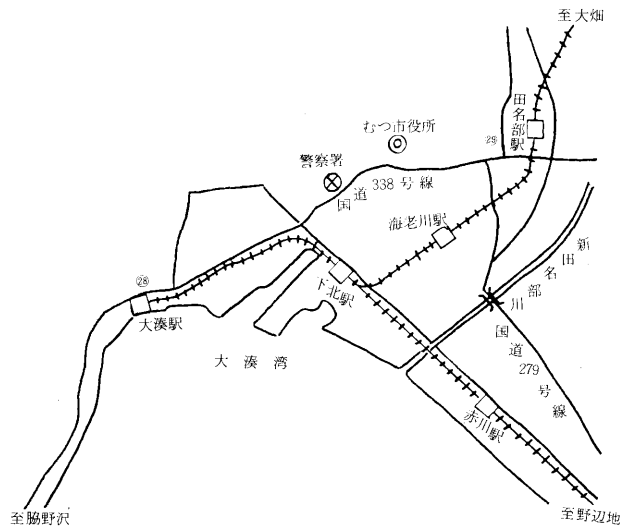 至大畑
田名部駅
㉙
むつ市役所
警察署
国道338号線
海老川駅
新田名部川
㉘
下北駅
大湊駅
大湊湾
国道279号線
赤川駅
至脇野沢
至野辺地